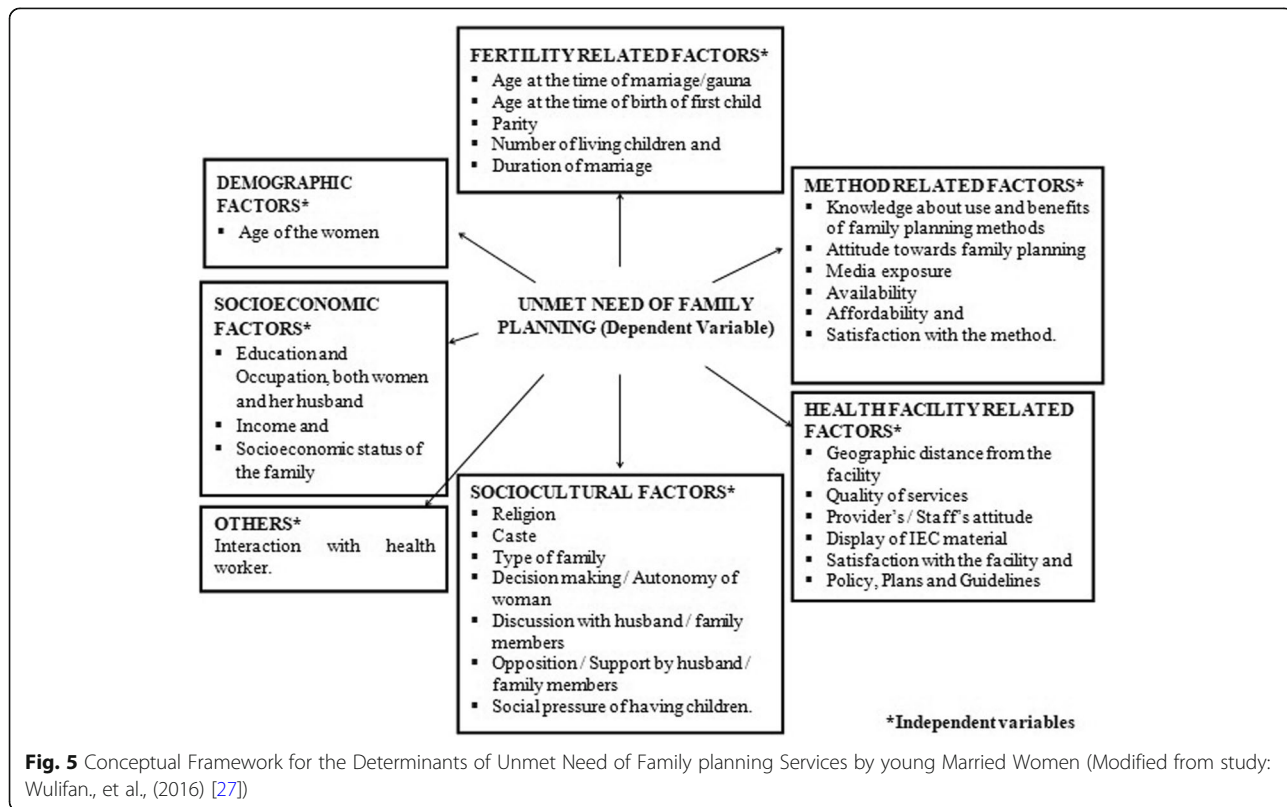 FERTILITY RELATED FACTORS*
▪ Age at the time of marriage/gauna
▪ Age at the time of birth of first child
▪ Parity
▪ Number of living children and
▪ Duration of marriage
DEMOGRAPHIC
FACTORS*
▪ Age of the women
METHOD RELATED FACTORS*
▪ Knowledge about use and benefits
of family planning methods
▪ Attitude towards family planning
▪ Media exposure
▪ Availability
▪ Affordability and
▪ Satisfaction with the method.
UNMET NEED OF FAMILY
PLANNING (Dependent Variable)
SOCIOECONOMIC
FACTORS*
▪ Education and
Occupation, both women
and her husband
▪ Income and
▪ Socioeconomic status of
the family
HEALTH FACILITY RELATED
FACTORS*
▪ Geographic distance from the
facility
▪ Quality of services
▪ Provider's / Staff's attitude
▪ Display of IEC material
▪ Satisfaction with the facility and
▪ Policy, Plans and Guidelines
OTHERS*
Interaction with health
worker.
SOCIOCULTURAL FACTORS*
▪ Religion
▪ Caste
▪ Type of family
▪ Decision making / Autonomy of
woman
▪ Discussion with husband / family
members
▪ Opposition / Support by husband /
family members
▪ Social pressure of having children.
*Independent variables
Fig. 5 Conceptual Framework for the Determinants of Unmet Need of Family planning Services by young Married Women (Modified from study:
Wulifan., et al., (2016) [27])